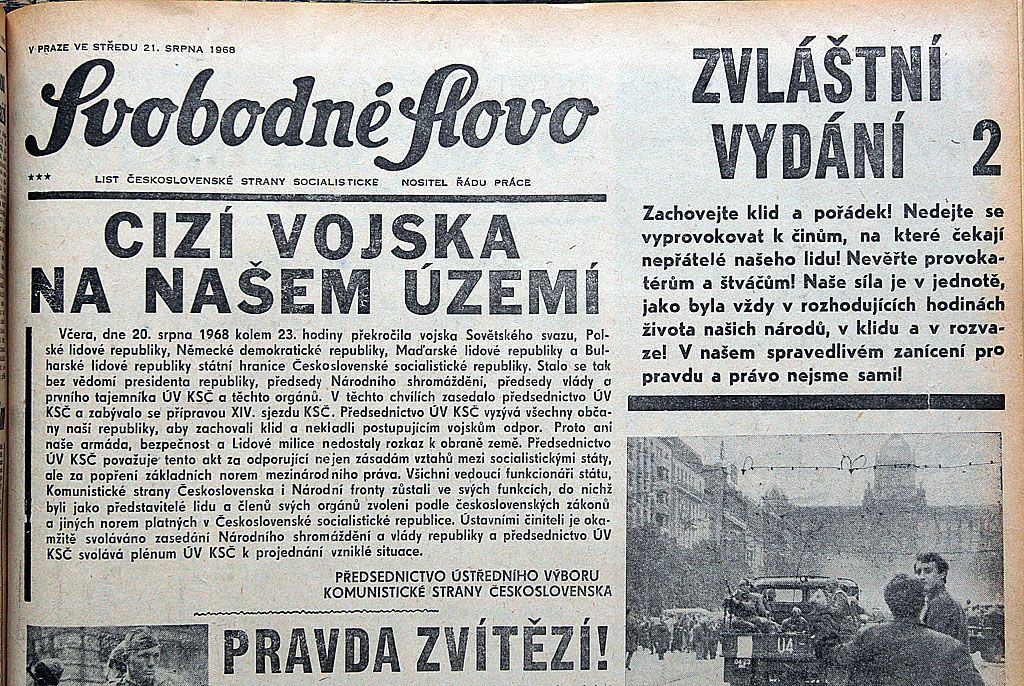 V PRAZE VE STŘEDU 21. SRPNA 1968
Svobodné Slovo
*** LIST ČESKOSLOVENSKÉ STRANY SOCIALISTICKÉ NOSITEL ŘÁDU PRÁCE
CIZÍ VOJSKA
NA NAŠEM ÚZEMÍ
Včera, dne 20. srpna 1968 kolem 23. hodiny překročila vojska Sovětského svazu, Pol-
ské lidové republiky, Německé demokratické republiky, Maďarské lidové republiky a Bul-
harské lidové republiky státní hranice Československé socialistické republiky. Stalo se tak
bez vědomí presidenta republiky, předsedy Národního shromáždění, předsedy vlády a
prvního tajemníka ÚV KSČ a těchto orgánů. V těchto chvílích zasedalo předsednictvo ÚV
KSČ a zabývalo se přípravou XIV. sjezdu KSČ. Předsednictvo ÚV KSČ vyzývá všechny obča-
ny naší republiky, aby zachovali klid a nekladli postupujícím vojskům odpor. Proto ani
naše armáda, bezpečnost a Lidové milice nedostaly rozkaz k obraně země. Předsednictvo
ÚV KSČ považuje tento akt za odporující nejen zásadám vztahů mezi socialistickými státy,
ale za popření základních norem mezinárodního práva. Všichni vedoucí funkcionáři státu,
Komunistické strany Československa i Národní fronty zůstali ve svých funkcích, do nichž
byli jako představitelé lidu a členů svých orgánů zvoleni podle československých zákonů
a jiných norem platných v Československé socialistické republice. Ústavními činiteli je oka-
mžitě svoláváno zasedání Národního shromáždění a vlády republiky a předsednictvo ÚV
KSČ svolává plénum ÚV KSČ k projednání vzniklé situace.
PŘEDSEDNICTVO ÚSTŘEDNÍHO VÝBORU
KOMUNISTICKÉ STRANY ČESKOSLOVENSKA
PRAVDA ZVÍTĚZÍ!
ZVLÁŠTNÍ
VYDÁNÍ 2
Zachovejte klid a pořádek! Nedejte se
vyprovokovat k činům, na které čekají
nepřátelé našeho lidu! Nevěřte provoka-
térům a štváčům! Naše síla je v jednotě,
jako byla vždy v rozhodujících hodinách
života našich národů, v klidu a v rozva-
ze! V našem spravedlivém zanícení pro
pravdu a právo nejsme sami!
04